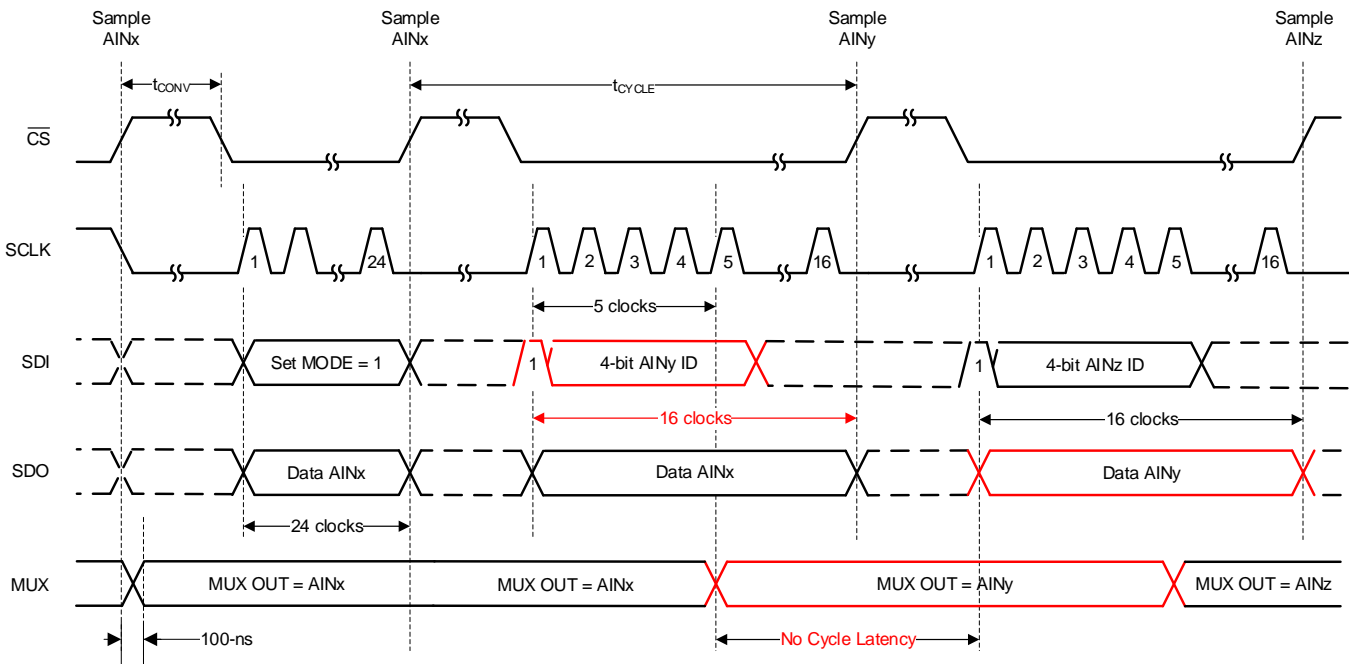 Sample
AINx
Sample
AINx
Sample
AINy
Sample
AINz
tCONV
tCYCLE
CS
SCLK
1
24
1
2
3
4
5
16
1
2
3
4
5
16
5 clocks
SDI
Set MODE = 1
1
4-bit AINy ID
1
4-bit AINz ID
16 clocks
16 clocks
SDO
Data AINx
Data AINx
Data AINy
24 clocks
MUX
MUX OUT = AINx
MUX OUT = AINx
MUX OUT = AINy
MUX OUT = AINz
100-ns
No Cycle Latency